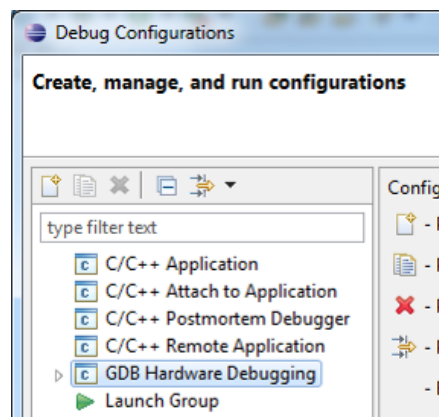 Debug Configurations
Create, manage, and run configurations
type filter text
C/C++ Application
C/C++ Attach to Application
C/C++ Postmortem Debugger
C/C++ Remote Application
GDB Hardware Debugging
Launch Group